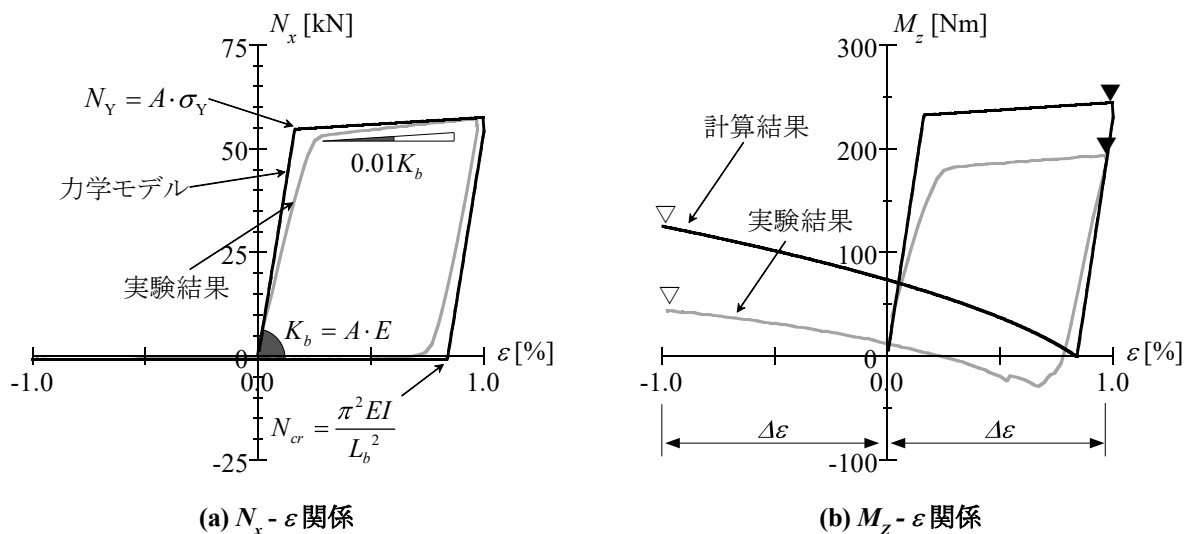 N_x [kN]
75
N_Y = A·σ_Y
50
0.01K_b
力学モデル
25
実験結果
K_b = A·E
0
ε [%]
-1.0
0.0
1.0
N_cr = π²EI / L_b²
-25
(a) N_x - ε 関係
M_z [Nm]
300
計算結果
200
実験結果
100
0
ε [%]
-1.0
0.0
1.0
Δε
Δε
-100
(b) M_Z - ε 関係